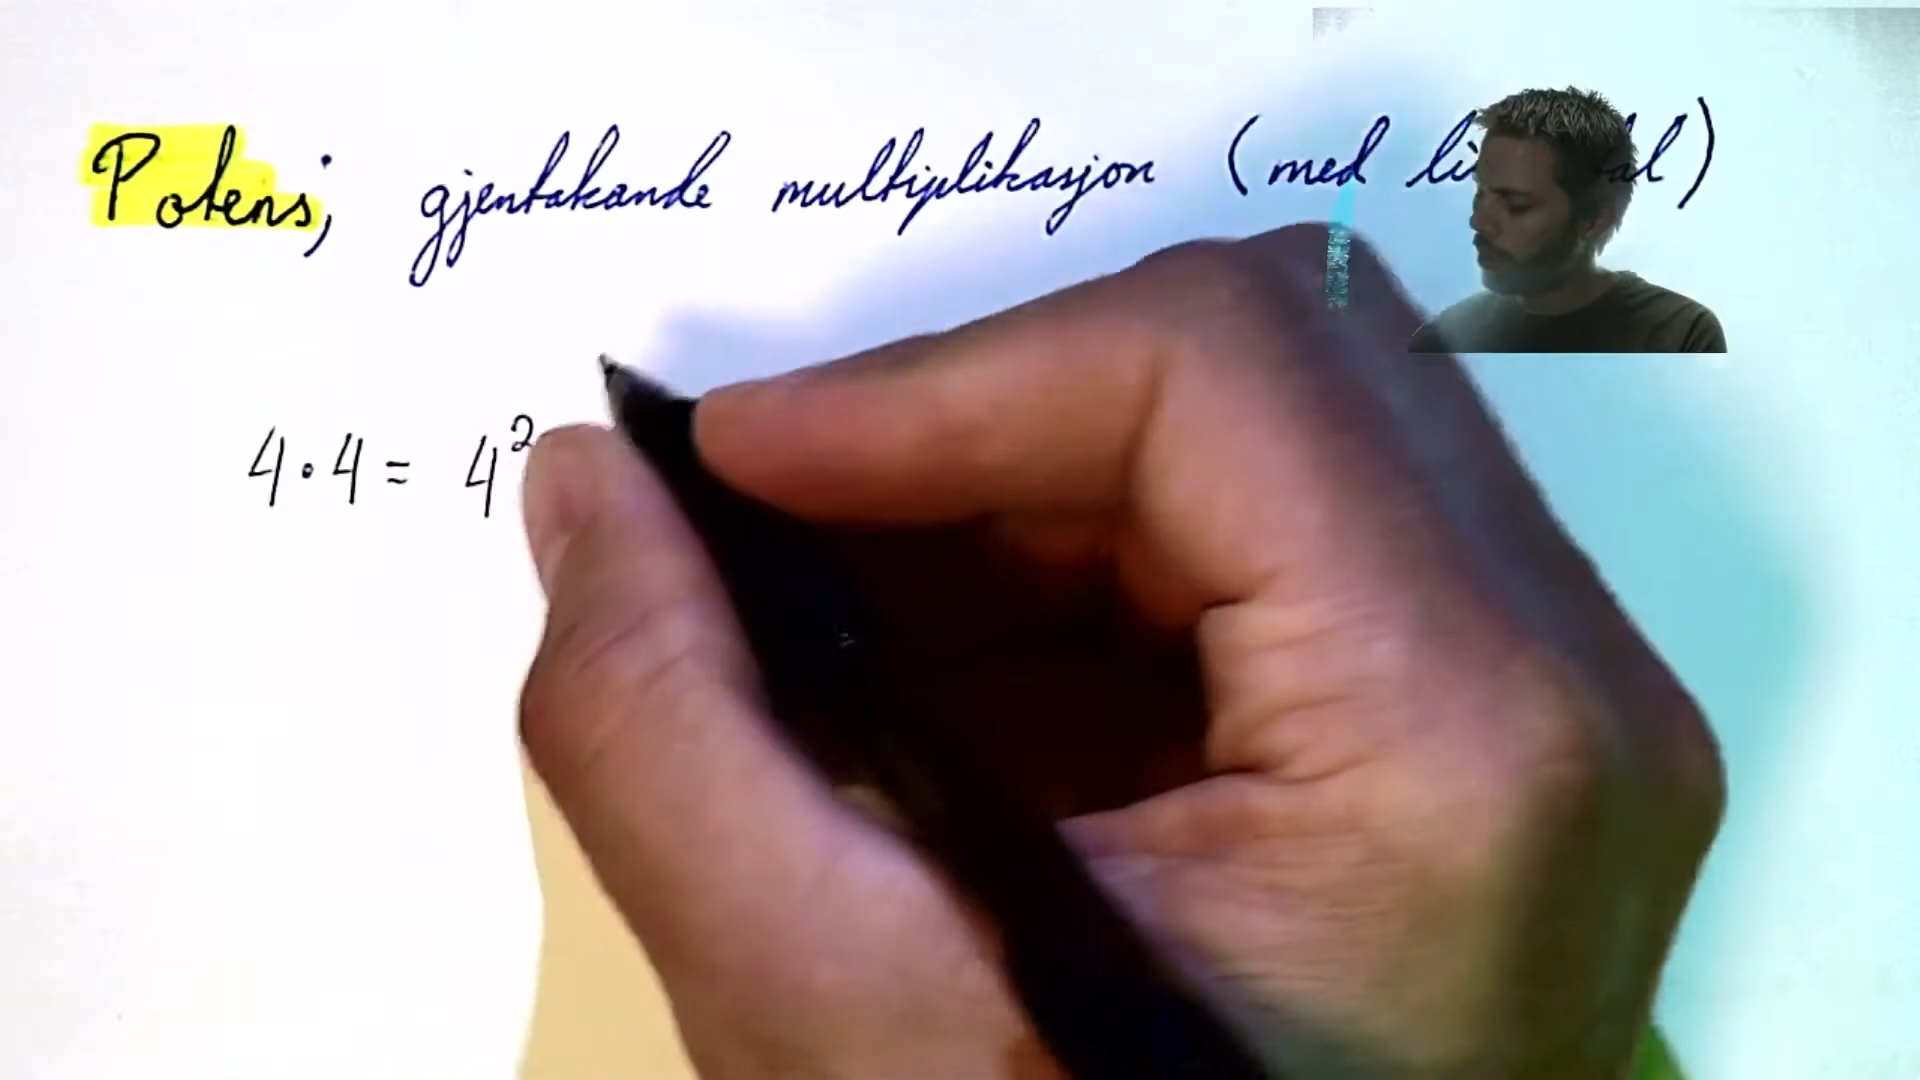 Potens; gjentakande multiplikasjon (med
4·4= 4²